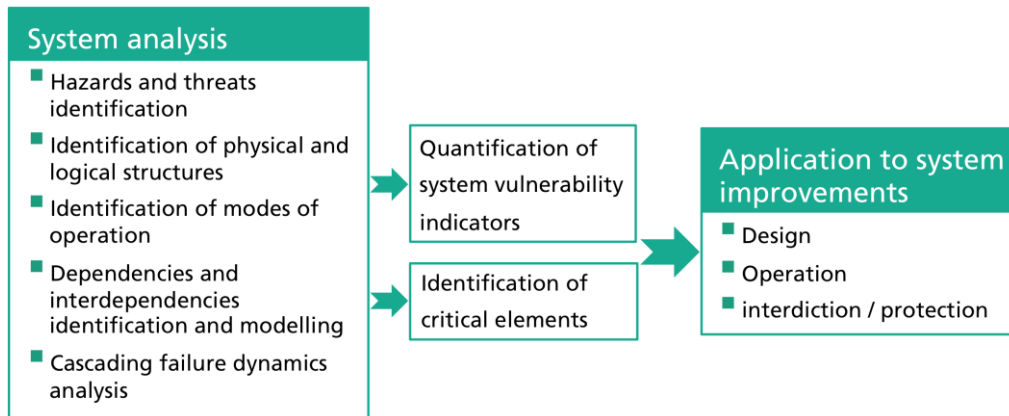 System analysis
Hazards and threats
identification
Identification of physical and
logical structures
Identification of modes of
operation
Dependencies and
interdependencies
identification and modelling
Cascading failure dynamics
analysis
Quantification of
system vulnerability
indicators
Identification of
critical elements
Application to system
improvements
Design
Operation
interdiction / protection